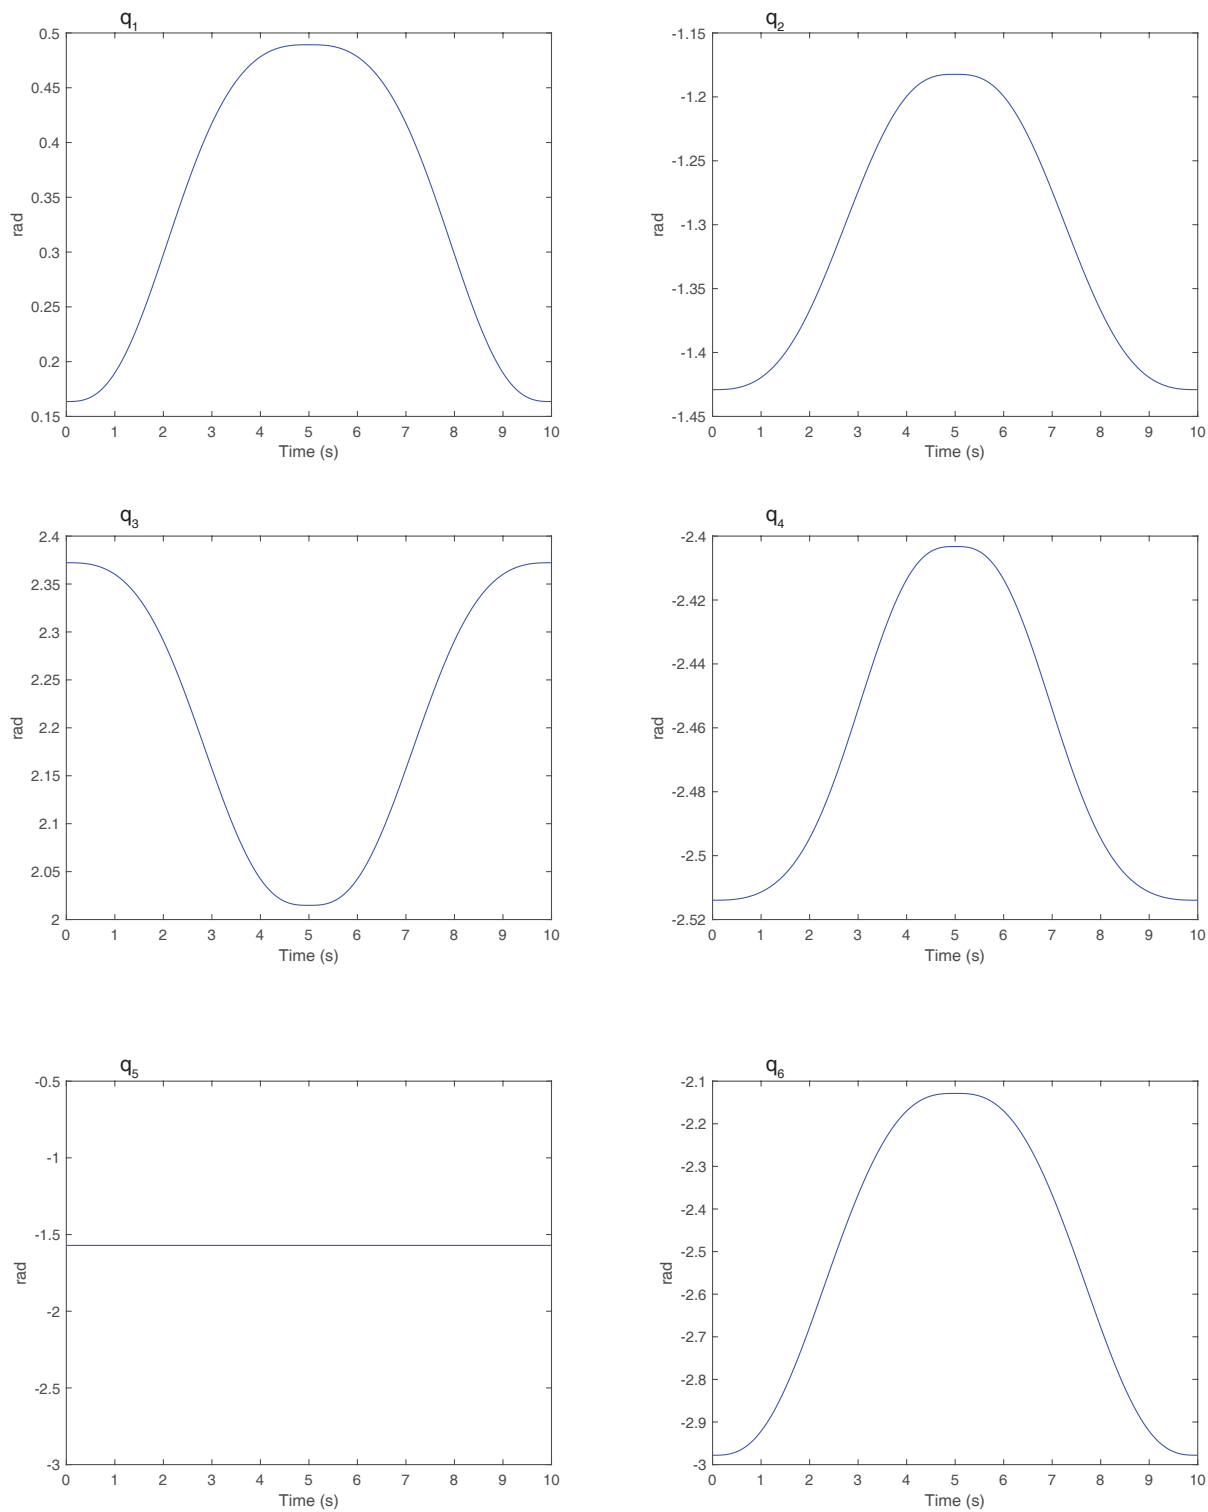 q1
0.5
0.45
0.4
0.35
0.3
0.25
0.2
0.15
rad
0 1 2 3 4 5 6 7 8 9 10
Time (s)
q2
-1.15
-1.2
-1.25
-1.3
-1.35
-1.4
-1.45
rad
0 1 2 3 4 5 6 7 8 9 10
Time (s)
q3
2.4
2.35
2.3
2.25
2.2
2.15
2.1
2.05
2
rad
0 1 2 3 4 5 6 7 8 9 10
Time (s)
q4
-2.4
-2.42
-2.44
-2.46
-2.48
-2.5
-2.52
rad
0 1 2 3 4 5 6 7 8 9 10
Time (s)
q5
-0.5
-1
-1.5
-2
-2.5
-3
rad
0 1 2 3 4 5 6 7 8 9 10
Time (s)
q6
-2.1
-2.2
-2.3
-2.4
-2.5
-2.6
-2.7
-2.8
-2.9
-3
rad
0 1 2 3 4 5 6 7 8 9 10
Time (s)